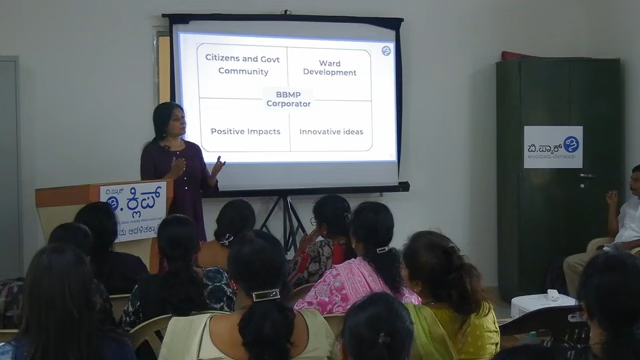 Citizens and Govt
Community
Ward
Development
BBMP
Corporator
Positive Impacts
Innovative ideas
ಬಿ.ಪ್ಯಾಕ್
ಬಿ.ಪ್ಯಾಕ್
ಬಿ.ಕ್ಲಿಪ್